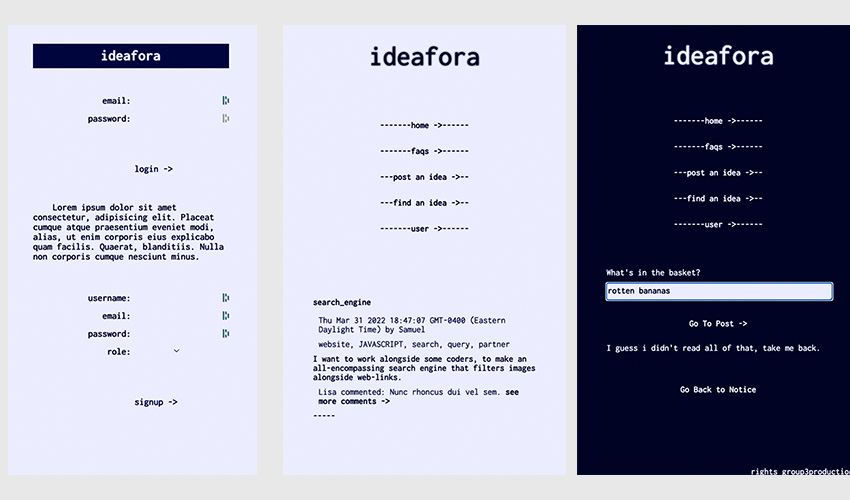 ideafora
email:
password:
login ->
Lorem ipsum dolor sit amet
consectetur, adipisicing elit. Placeat
cumque atque praesentium eveniet modi,
alias, ut enim corporis eius explicabo
quam facilis. Quaerat, blanditiis. Nulla
non corporis cumque nesciunt minus.
username:
email:
password:
role:
signup ->
ideafora
-------home ->------
-------faqs ->------
---post an idea ->--
---find an idea ->--
-------user ->------
search_engine
Thu Mar 31 2022 18:47:07 GMT-0400 (Eastern
Daylight Time) by Samuel
website, JAVASCRIPT, search, query, partner
I want to work alongside some coders, to make an
all-encompassing search engine that filters images
alongside web-links.
Lisa commented: Nunc rhoncus dui vel sem. see
more comments ->
-----
ideafora
-------home ->------
-------faqs ->------
---post an idea ->--
---find an idea ->--
-------user ->------
What's in the basket?
rotten bananas
Go To Post ->
I guess i didn't read all of that, take me back.
Go Back to Notice
rights group3productio